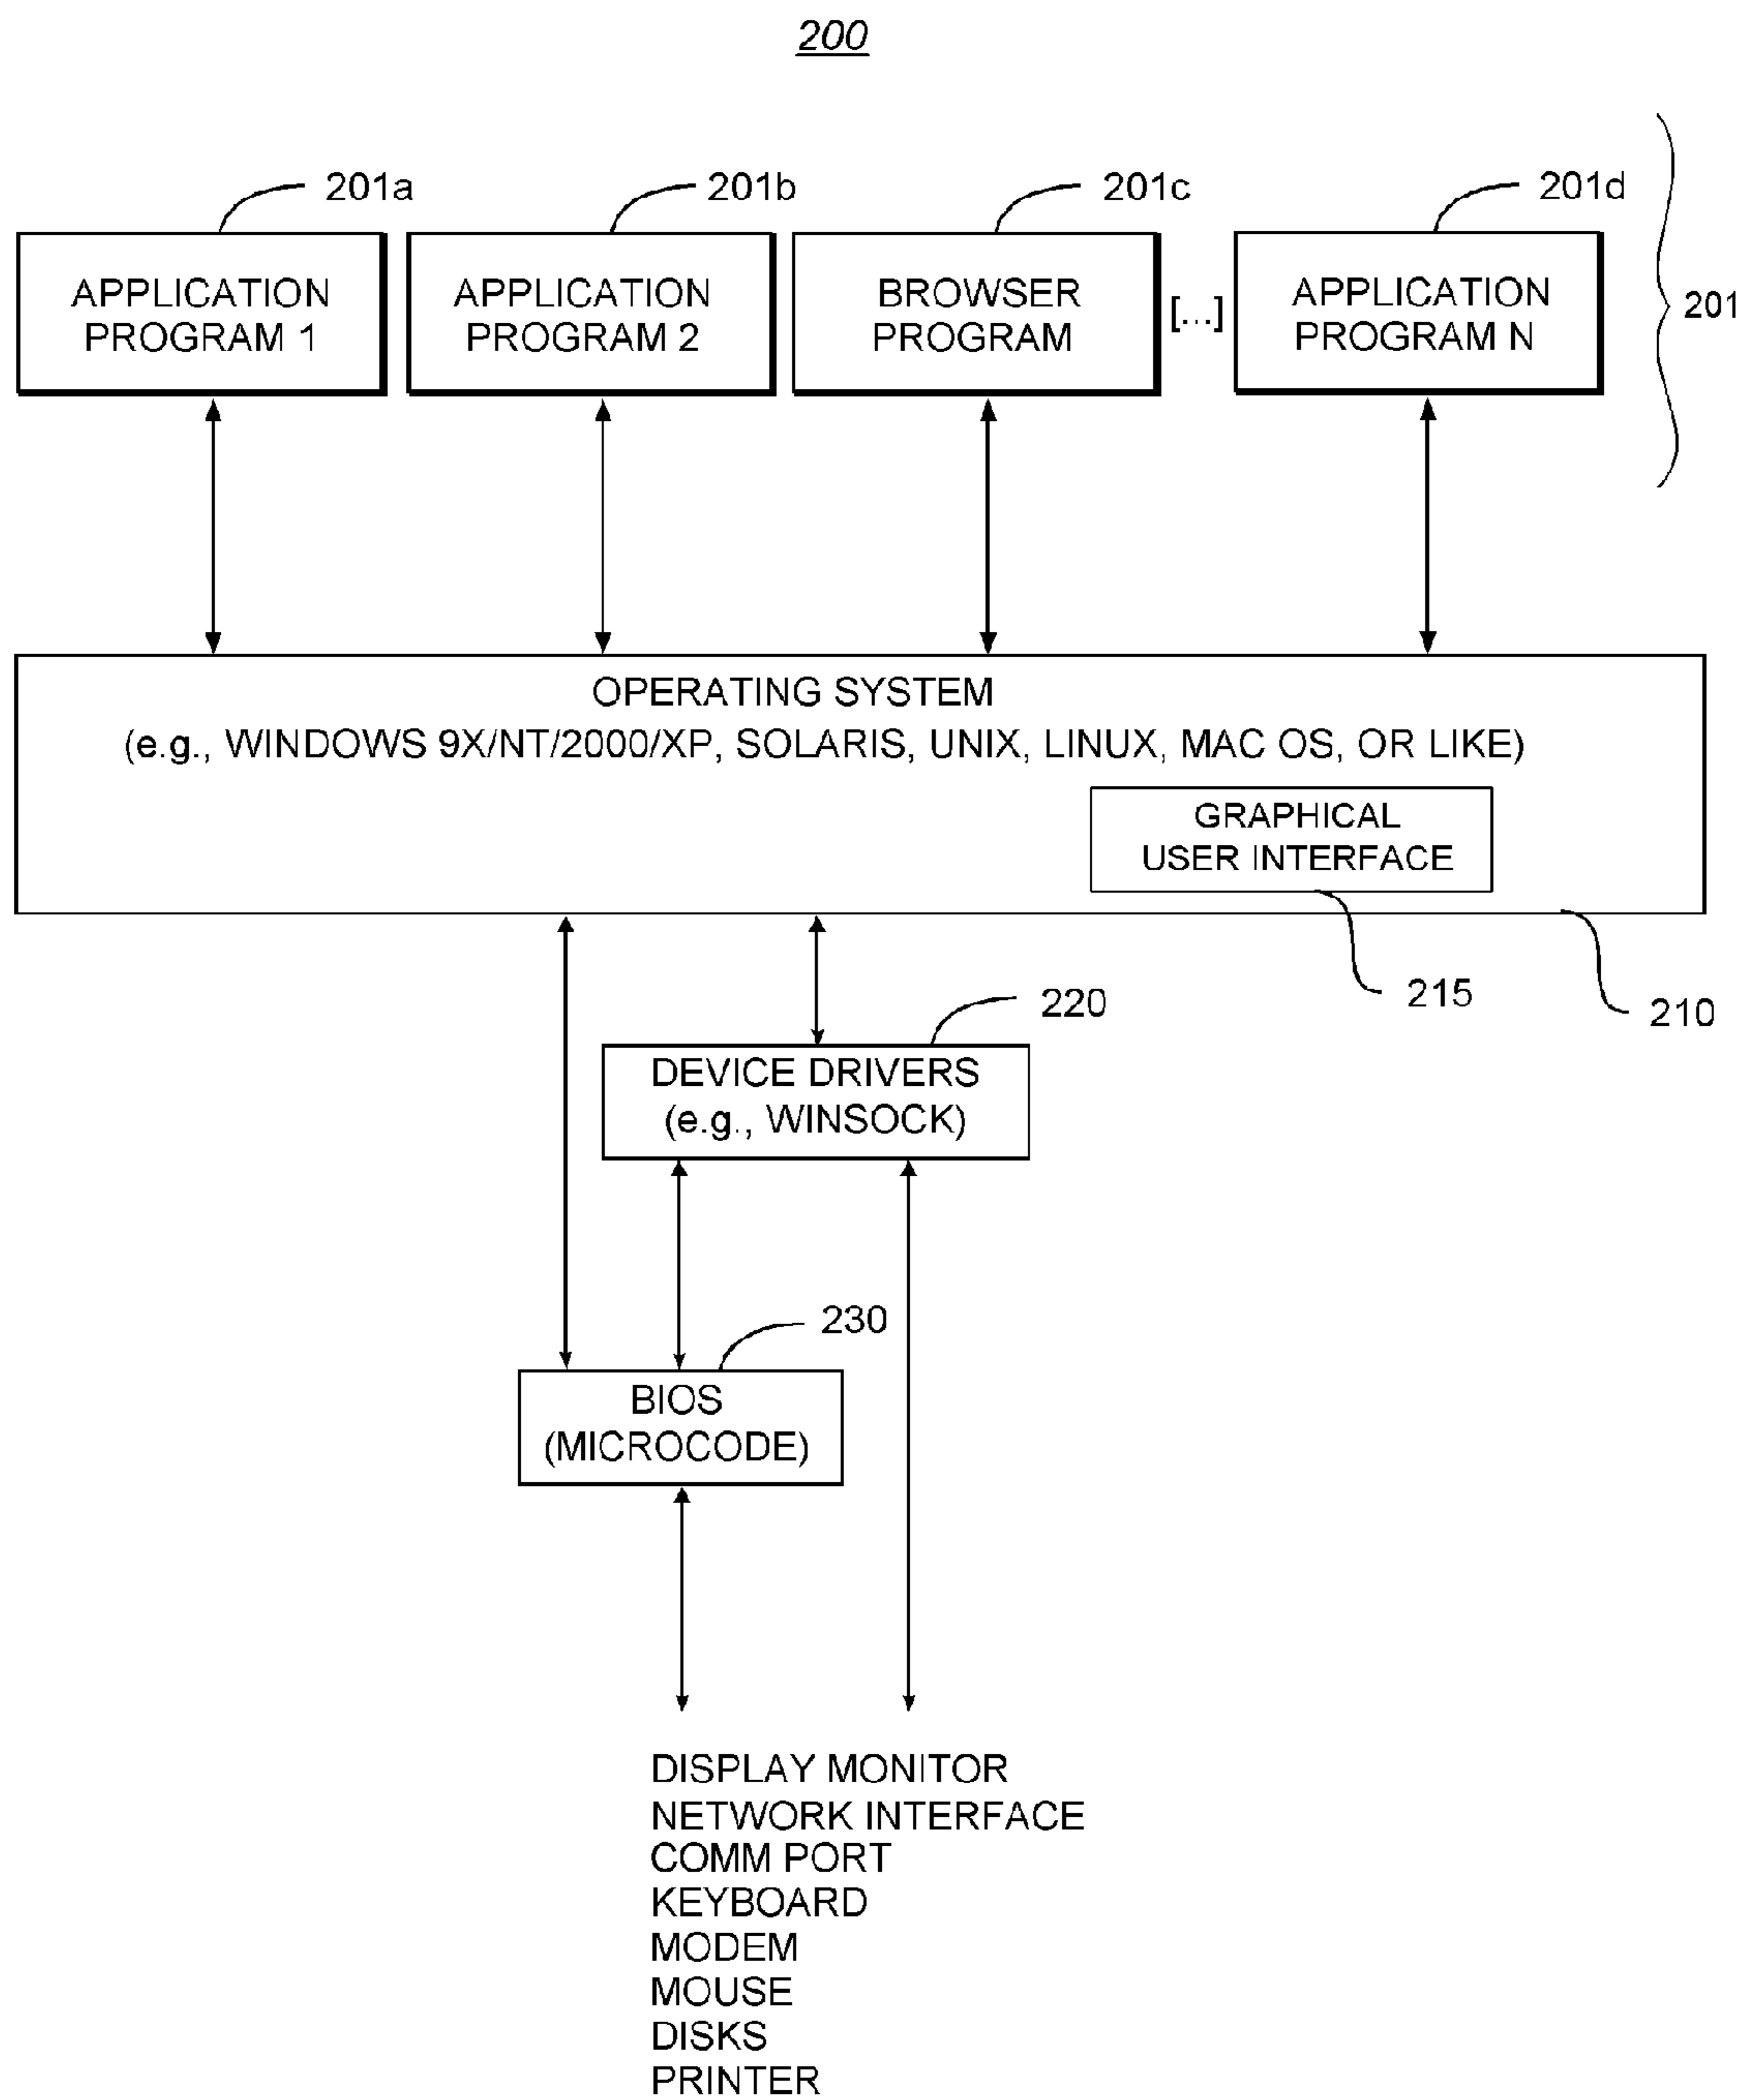 200
201a
201b
201c
201d
APPLICATION
PROGRAM 1
APPLICATION
PROGRAM 2
BROWSER
PROGRAM
[...]
APPLICATION
PROGRAM N
201
OPERATING SYSTEM
(e.g., WINDOWS 9X/NT/2000/XP, SOLARIS, UNIX, LINUX, MAC OS, OR LIKE)
GRAPHICAL
USER INTERFACE
215
210
220
DEVICE DRIVERS
(e.g., WINSOCK)
230
BIOS
(MICROCODE)
DISPLAY MONITOR
NETWORK INTERFACE
COMM PORT
KEYBOARD
MODEM
MOUSE
DISKS
PRINTER